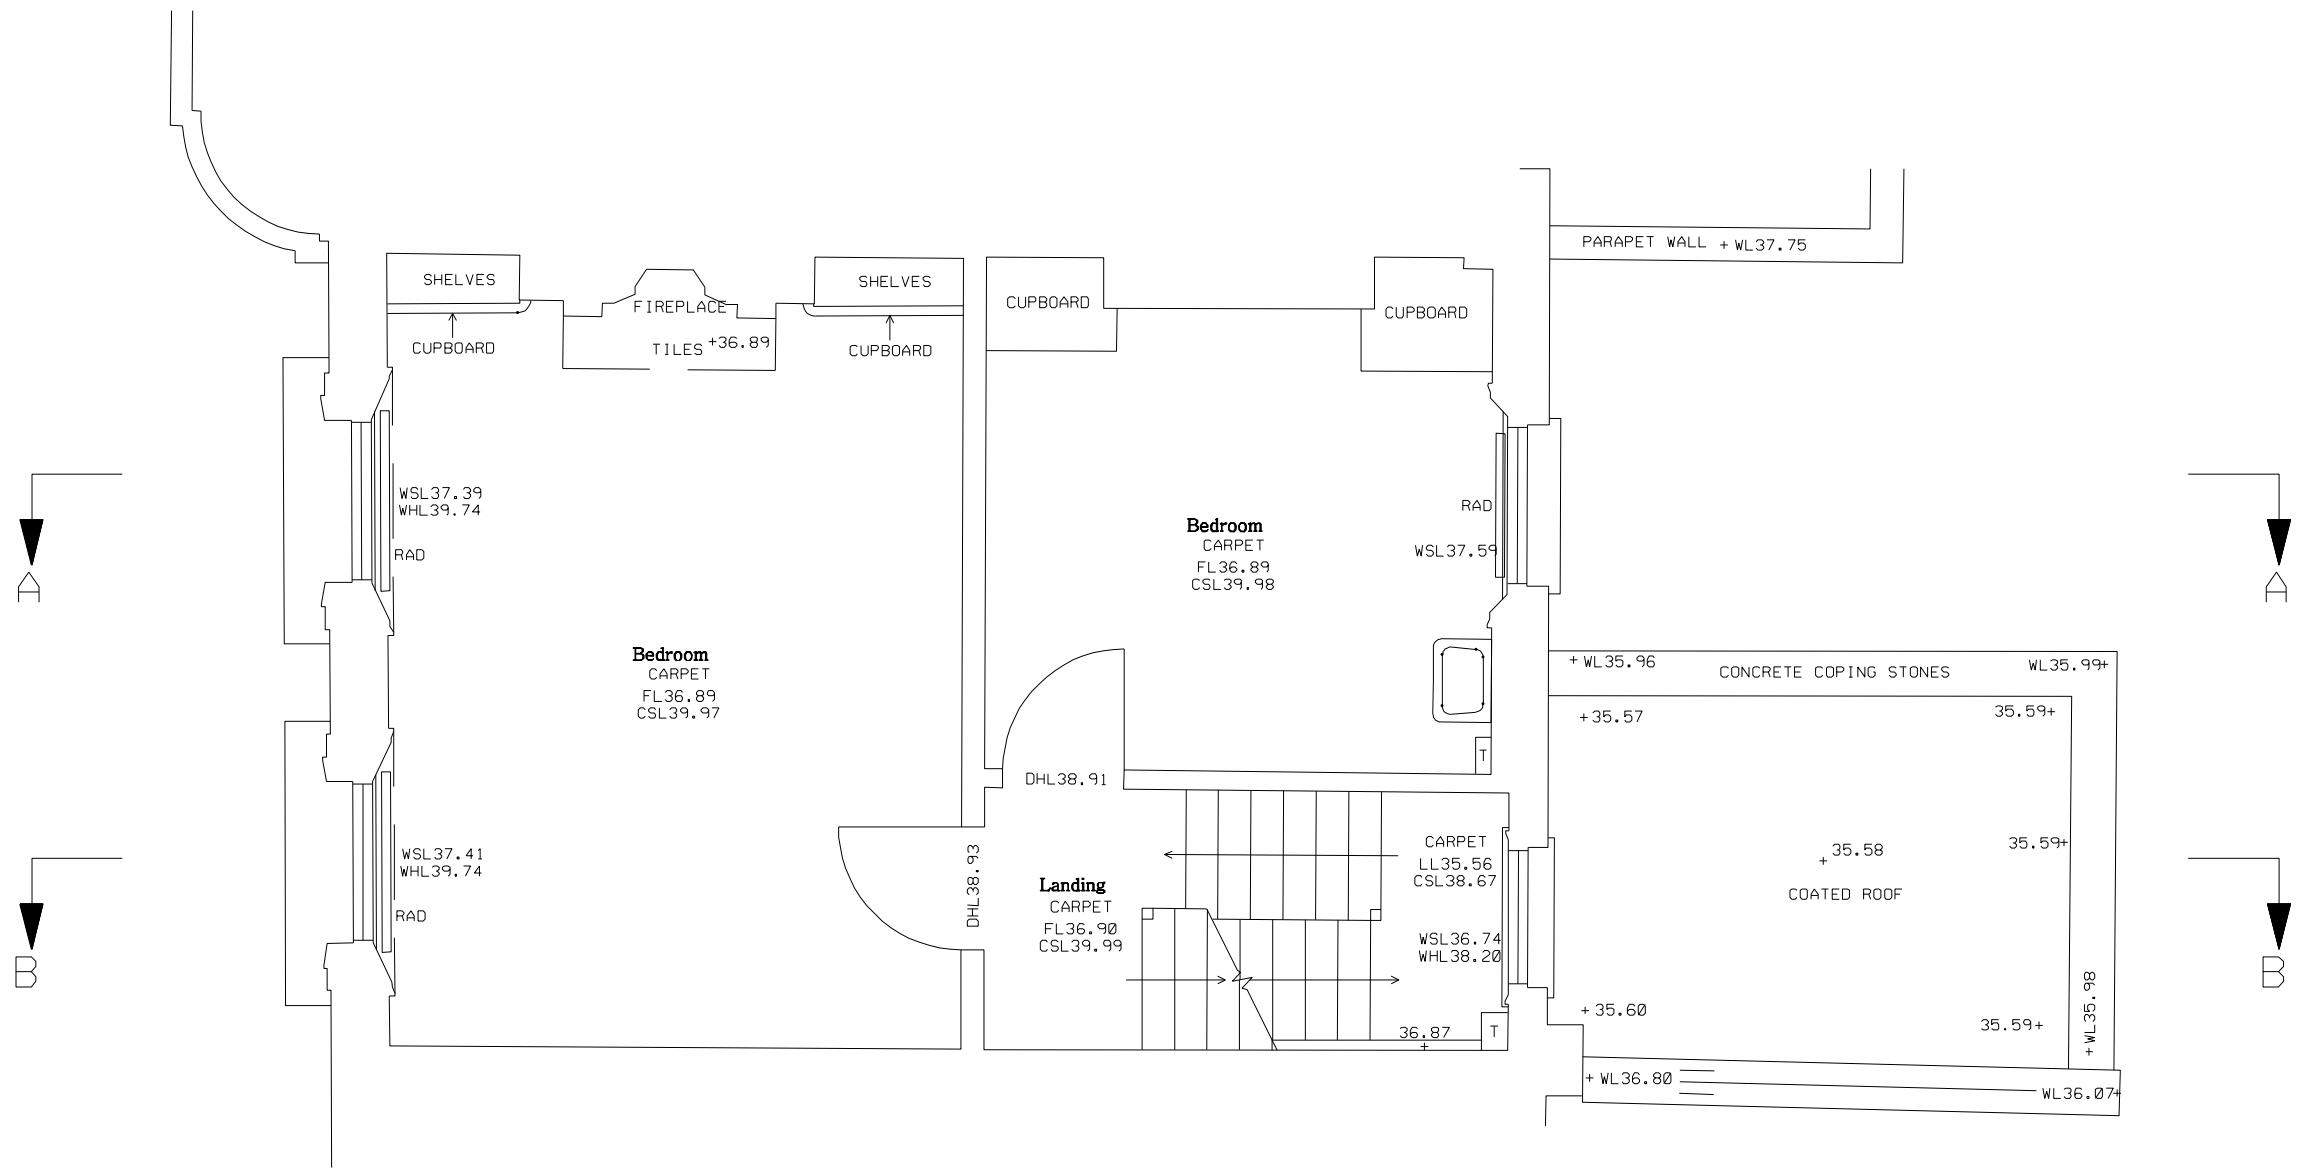 PARAPET WALL + WL37.75
SHELVES
FIREPLACE
SHELVES
CUPBOARD
CUPBOARD
CUPBOARD
TILES +36.89
CUPBOARD
WSL37.39
WHL39.74
RAD
RAD
WSL37.59
Bedroom
CARPET
FL36.89
CSL39.98
A
A
Bedroom
CARPET
FL36.89
CSL39.97
+ WL35.96
CONCRETE COPING STONES
WL35.99+
+35.57
35.59+
T
DHL38.91
WSL37.41
WHL39.74
RAD
DHL38.93
Landing
CARPET
FL36.90
CSL39.99
CARPET
LL35.56
CSL38.67
WSL36.74
WHL38.20
35.59+
+ 35.58
COATED ROOF
B
B
+ 35.60
35.59+
+WL35.98
36.87
+
T
+ WL36.80
WL36.07+